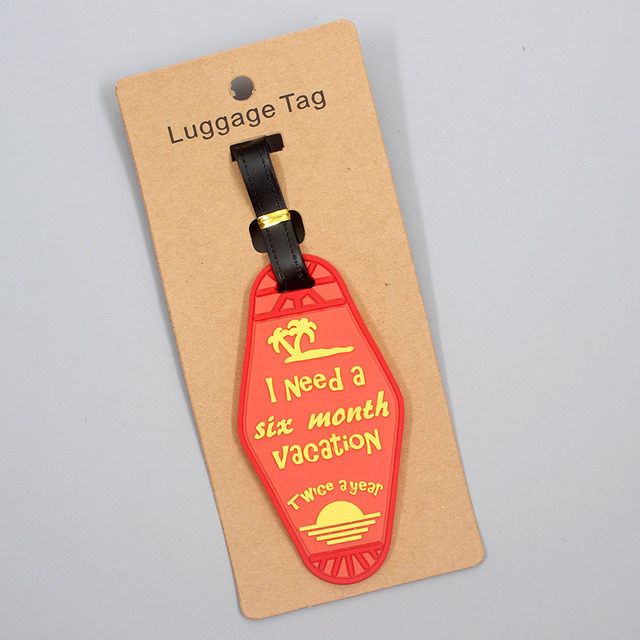 Luggage Tag
I Need a
six month
Vacation
Twice a year